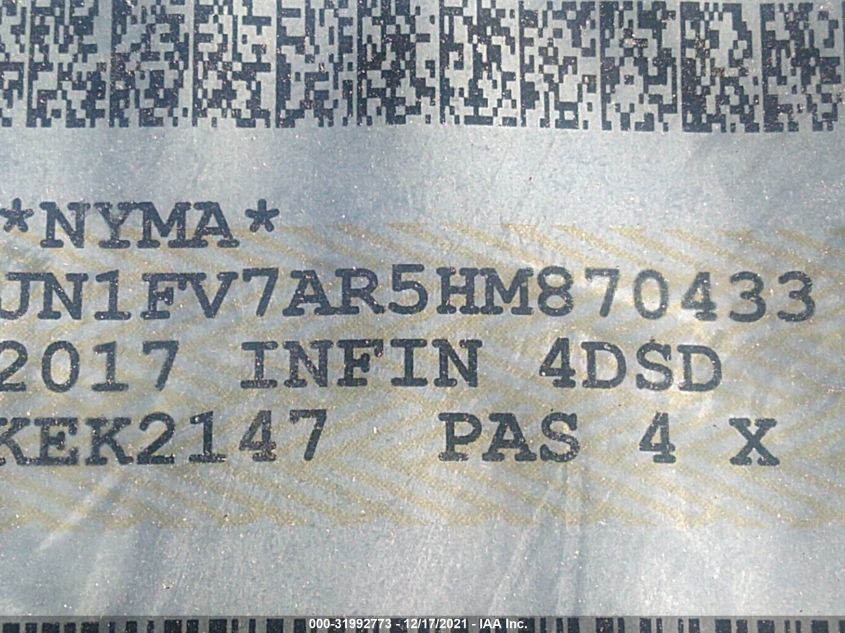 *NYMA*
JN1FV7AR5HM870433
2017 INFIN 4DSD
KEK2147 PAS 4 X
000-31992773 - 12/17/2021 - IAA Inc.